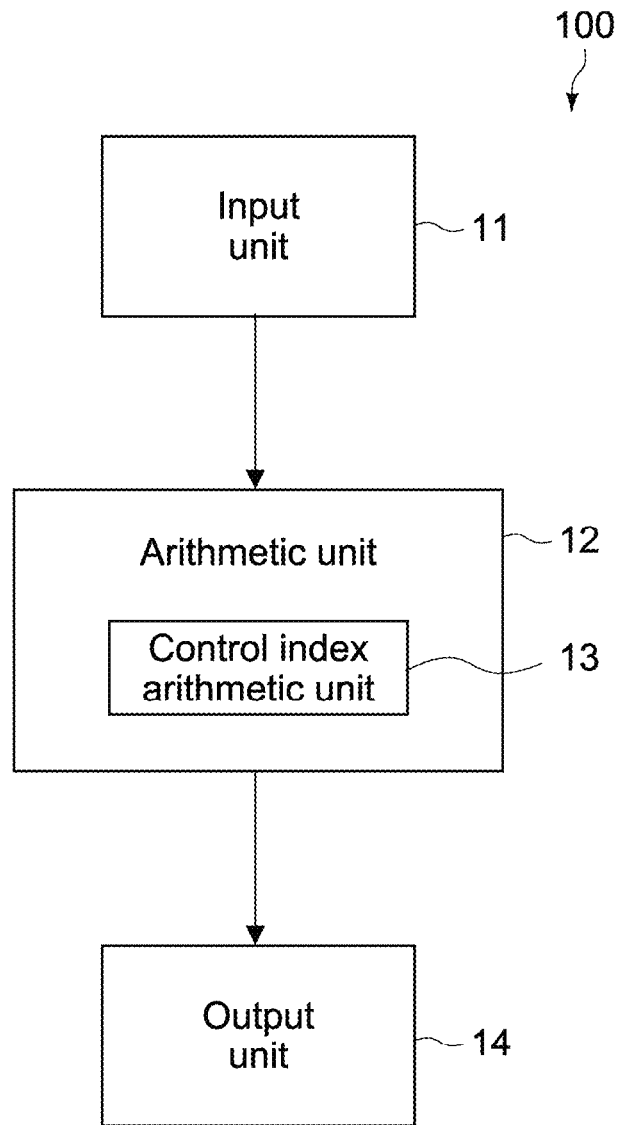 100
Input
unit
11
Arithmetic unit
12
Control index
arithmetic unit
13
Output
unit
14